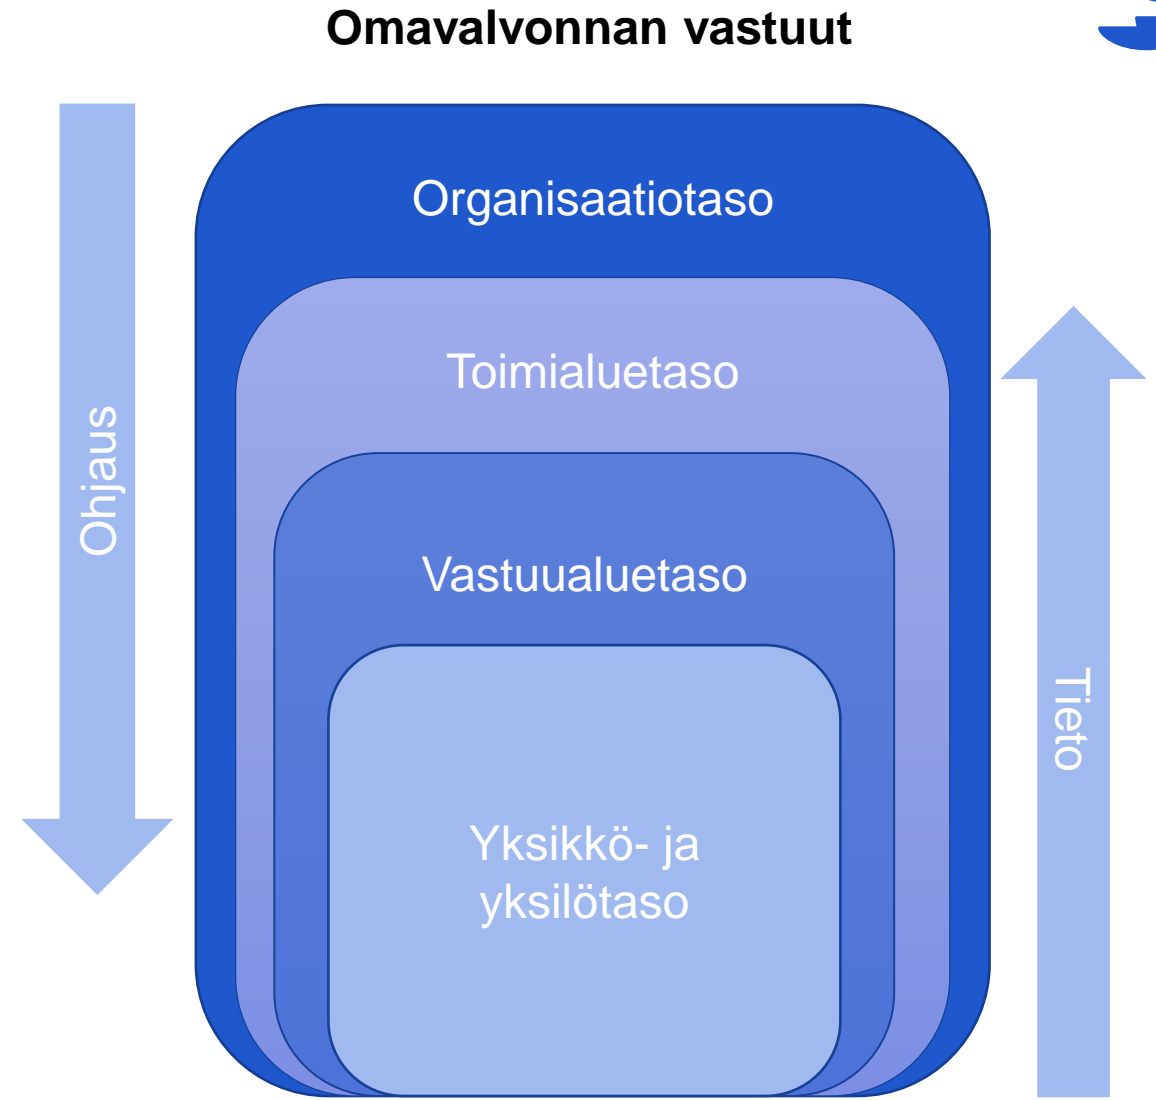 Omavalvonnan vastuut
Organisaatiotaso
Toimialuetaso
Ohjaus
Vastuualuetaso
Tieto
Yksikkö- ja
yksilötaso